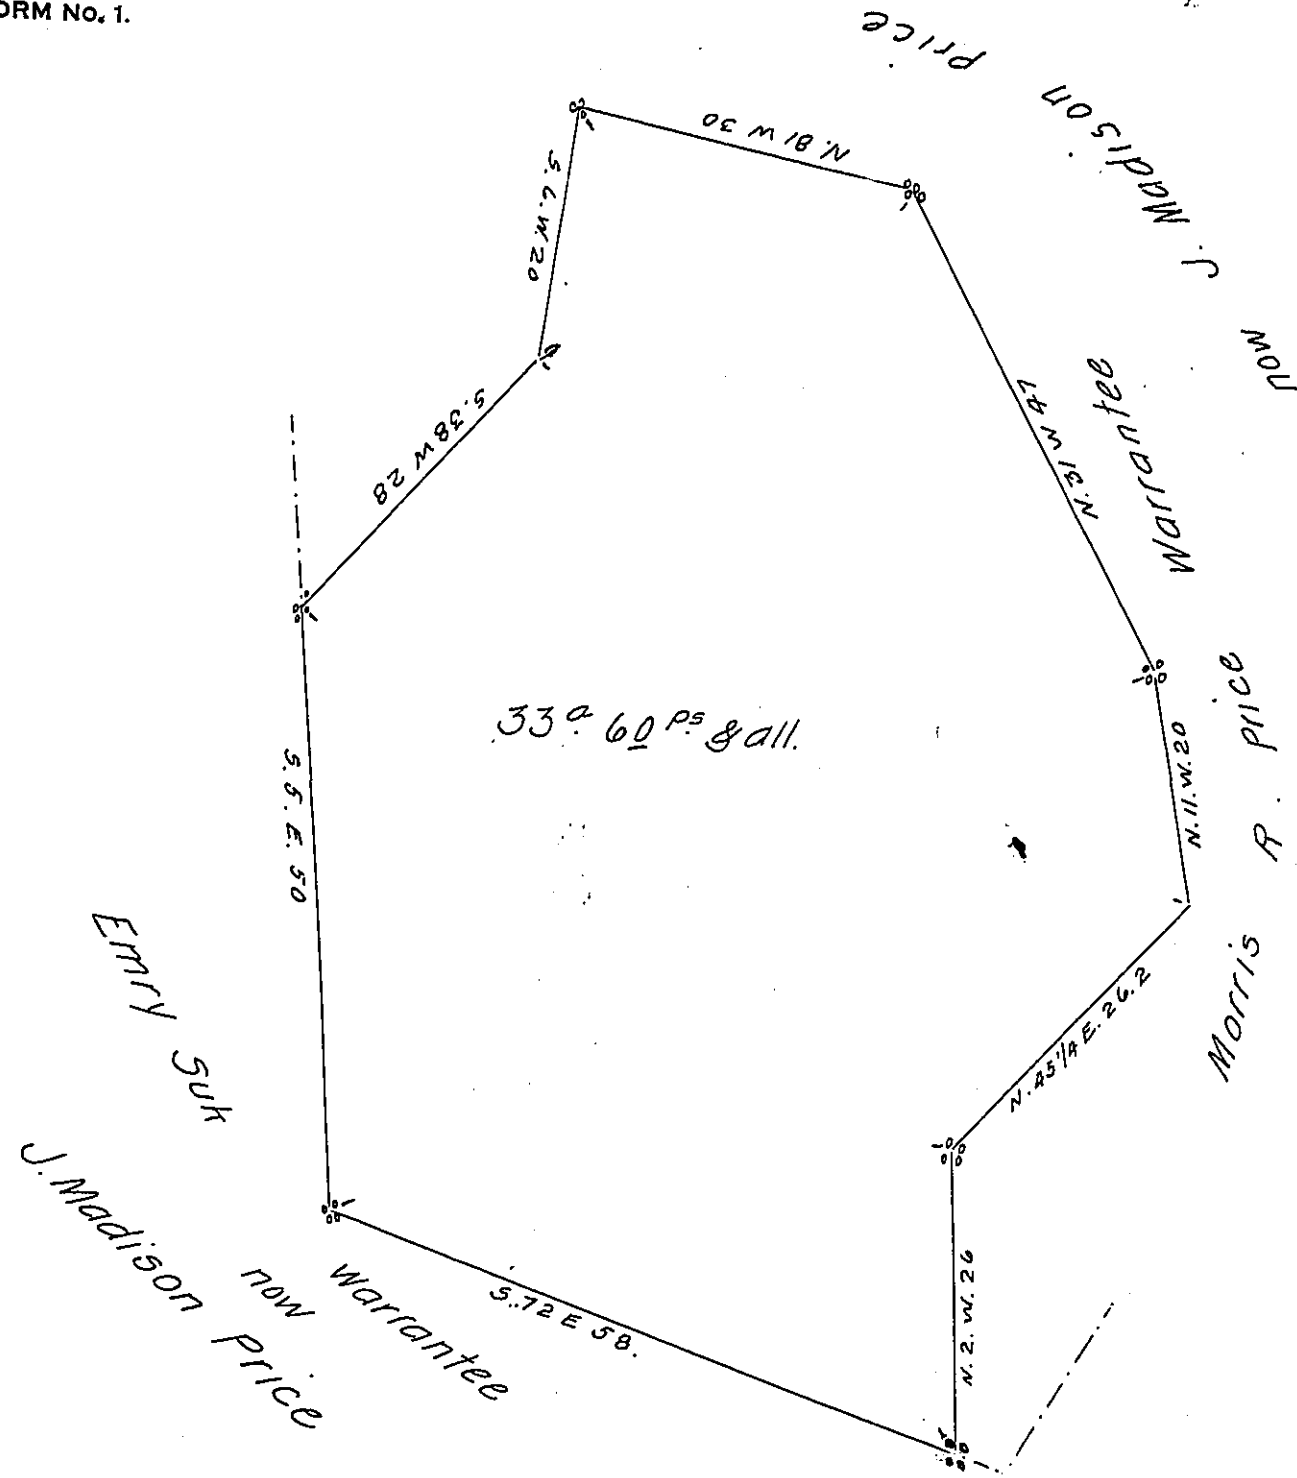 ORM No. 1.
now J. Madison Price
N. 81 W 30
S. 6. W. 20
S. 38 W 28
N. 31 W 47
Morris R. Price Warrantee
33 a. 60 ps & all.
N. 11. W. 20
S. 5. E. 50
N. 45 1/4 E. 26.2
Emry Suk warrantee
now
J. Madison Price
S. 72 E 58.
N. 2. W. 26